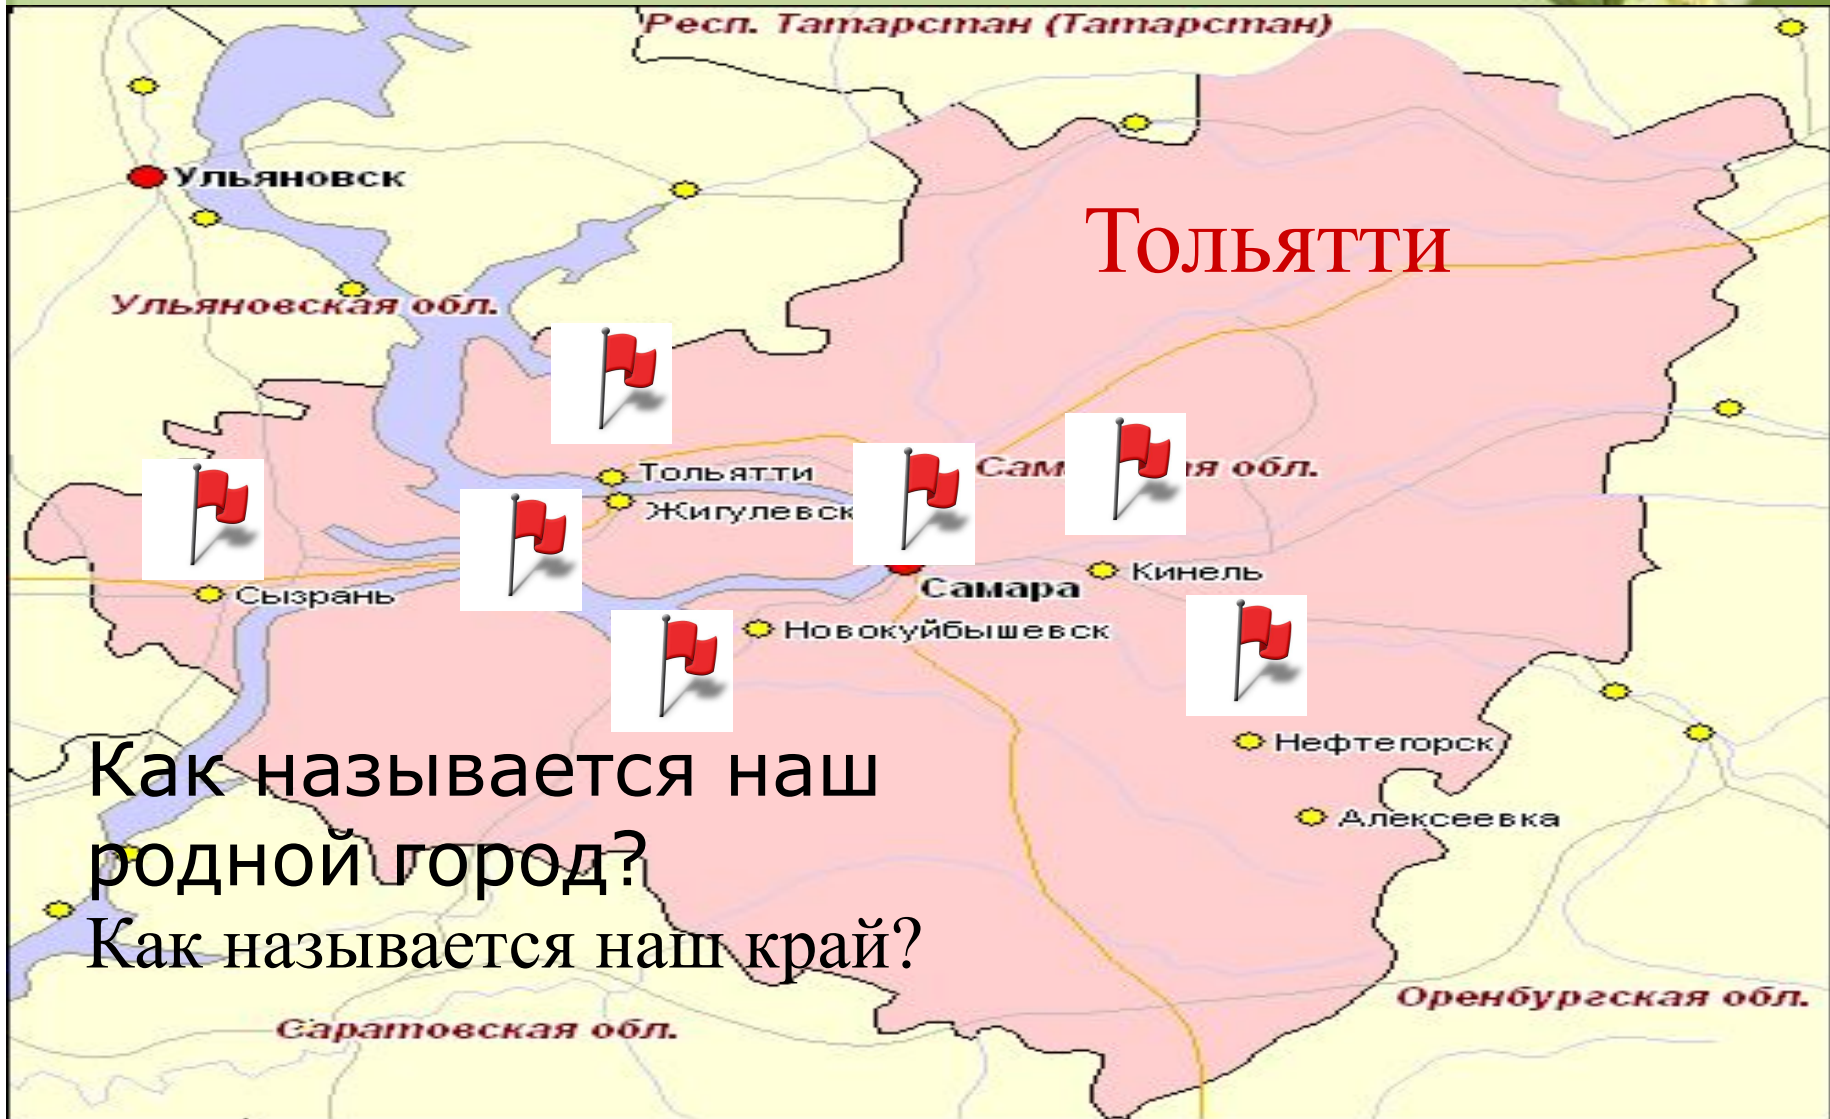 Респ. Татарстан (Татарстан)
Ульяновск
Тольятти
Ульяновская обл.
Тольятти
обл.
Жигулевск
Кинель
Самара
Сызрань
Новокуйбышевск
Нефтегорск
Как называется наш
Алексеевка
родной город?
Как называется наш край?
Оренбургская обл.
Саратовская обл.